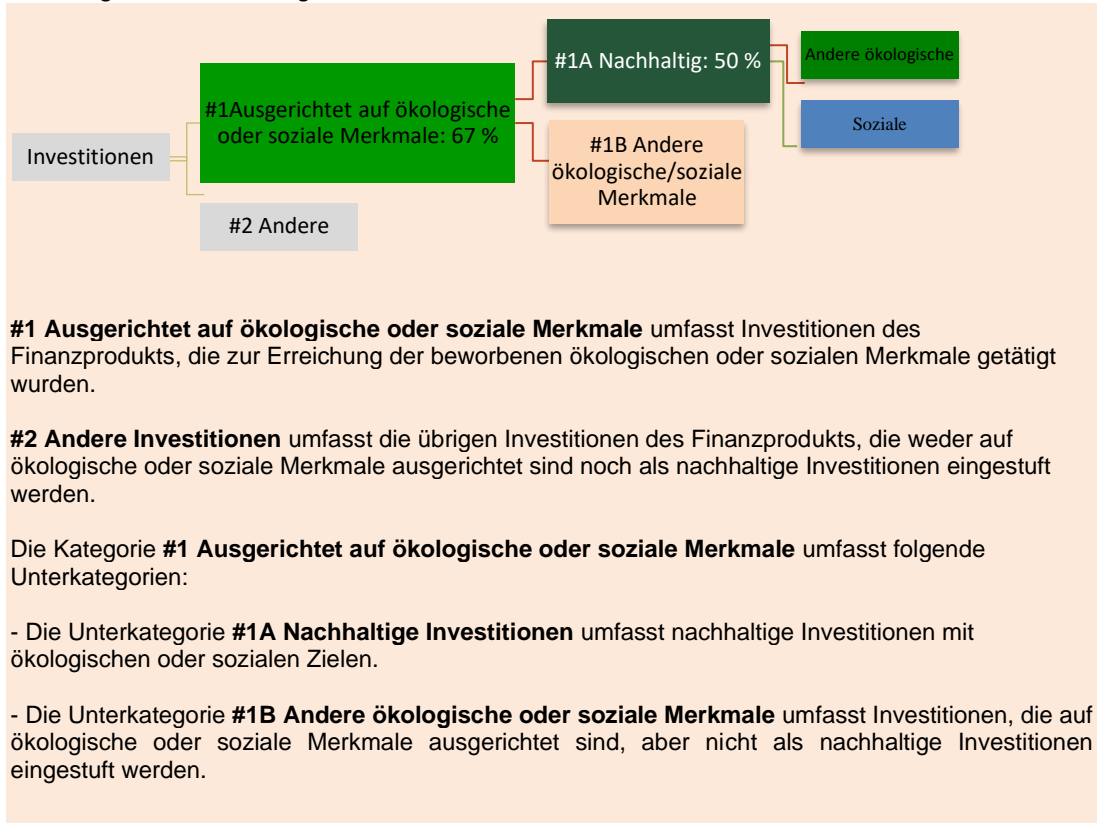 #1A Nachhaltig: 50 %
Andere ökologische
#1Ausgerichtet auf ökologische
oder soziale Merkmale: 67 %
Soziale
Investitionen
#1B Andere
ökologische/soziale
Merkmale
#2 Andere
#1 Ausgerichtet auf ökologische oder soziale Merkmale umfasst Investitionen des
Finanzprodukts, die zur Erreichung der beworbenen ökologischen oder sozialen Merkmale getätigt
wurden.
#2 Andere Investitionen umfasst die übrigen Investitionen des Finanzprodukts, die weder auf
ökologische oder soziale Merkmale ausgerichtet sind noch als nachhaltige Investitionen eingestuft
werden.
Die Kategorie #1 Ausgerichtet auf ökologische oder soziale Merkmale umfasst folgende
Unterkategorien:
- Die Unterkategorie #1A Nachhaltige Investitionen umfasst nachhaltige Investitionen mit
ökologischen oder sozialen Zielen.
- Die Unterkategorie #1B Andere ökologische oder soziale Merkmale umfasst Investitionen, die auf
ökologische oder soziale Merkmale ausgerichtet sind, aber nicht als nachhaltige Investitionen
eingestuft werden.